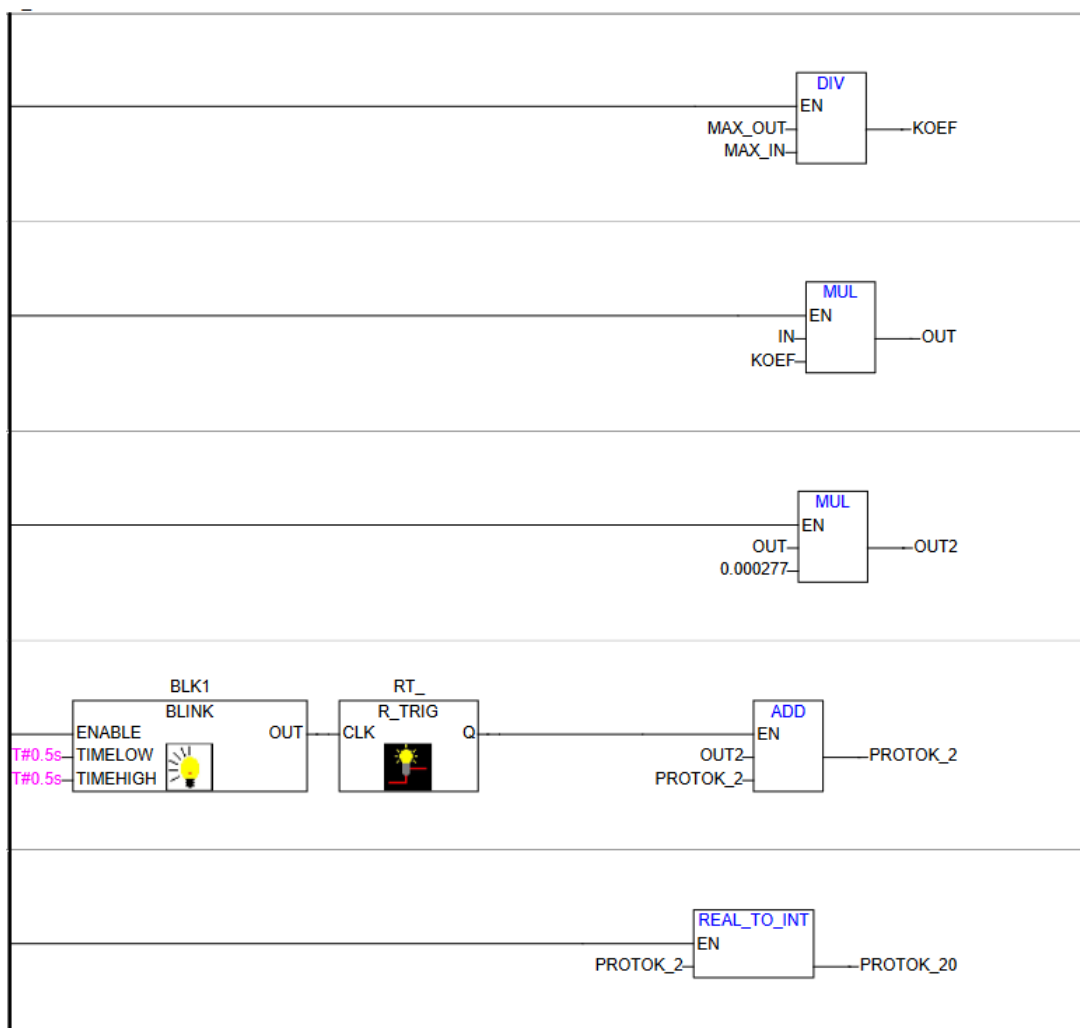 DIV
EN
MAX_OUT
KOEF
MAX_IN
MUL
EN
IN
OUT
KOEF
MUL
EN
OUT
OUT2
0.000277
BLK1 RT_
BLINK R_TRIG ADD
ENABLE OUT CLK Q EN
T#0.5s TIMELOW OUT2 PROTOK_2
T#0.5s TIMEHIGH PROTOK_2
REAL_TO_INT
EN
PROTOK_2 PROTOK_20